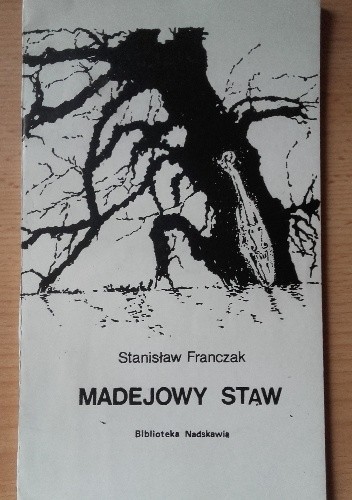 Stanisław Franczak
MADEJOWY STAW
Biblioteka Nadskawia